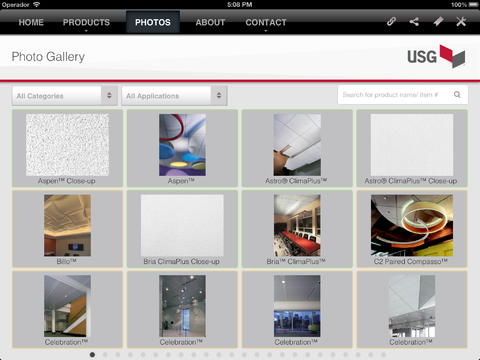 Operador 5:08 PM 100%
HOME PRODUCTS PHOTOS ABOUT CONTACT
Photo Gallery USG
All Categories All Applications Search for product name/ item #
Aspen™ Close-up Aspen™ Astro® ClimaPlus™ Astro® ClimaPlus™ Close-up
Billo™ Bria ClimaPlus Close-up Bria™ ClimaPlus™ C2 Paired Compasso™
Celebration™ Celebration™ Celebration™ Celebration™